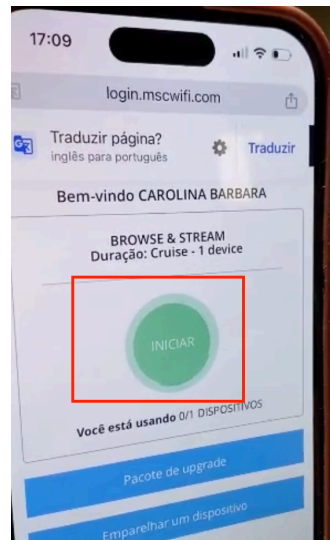 17:09
login.mscwifi.com
Traduzir página?
inglês para português
Traduzir
Bem-vindo CAROLINA BARBARA
BROWSE & STREAM
Duração: Cruise - 1 device
INICIAR
Você está usando 0/1 DISPOSITIVOS
Pacote de upgrade
Emparelhar um dispositivo